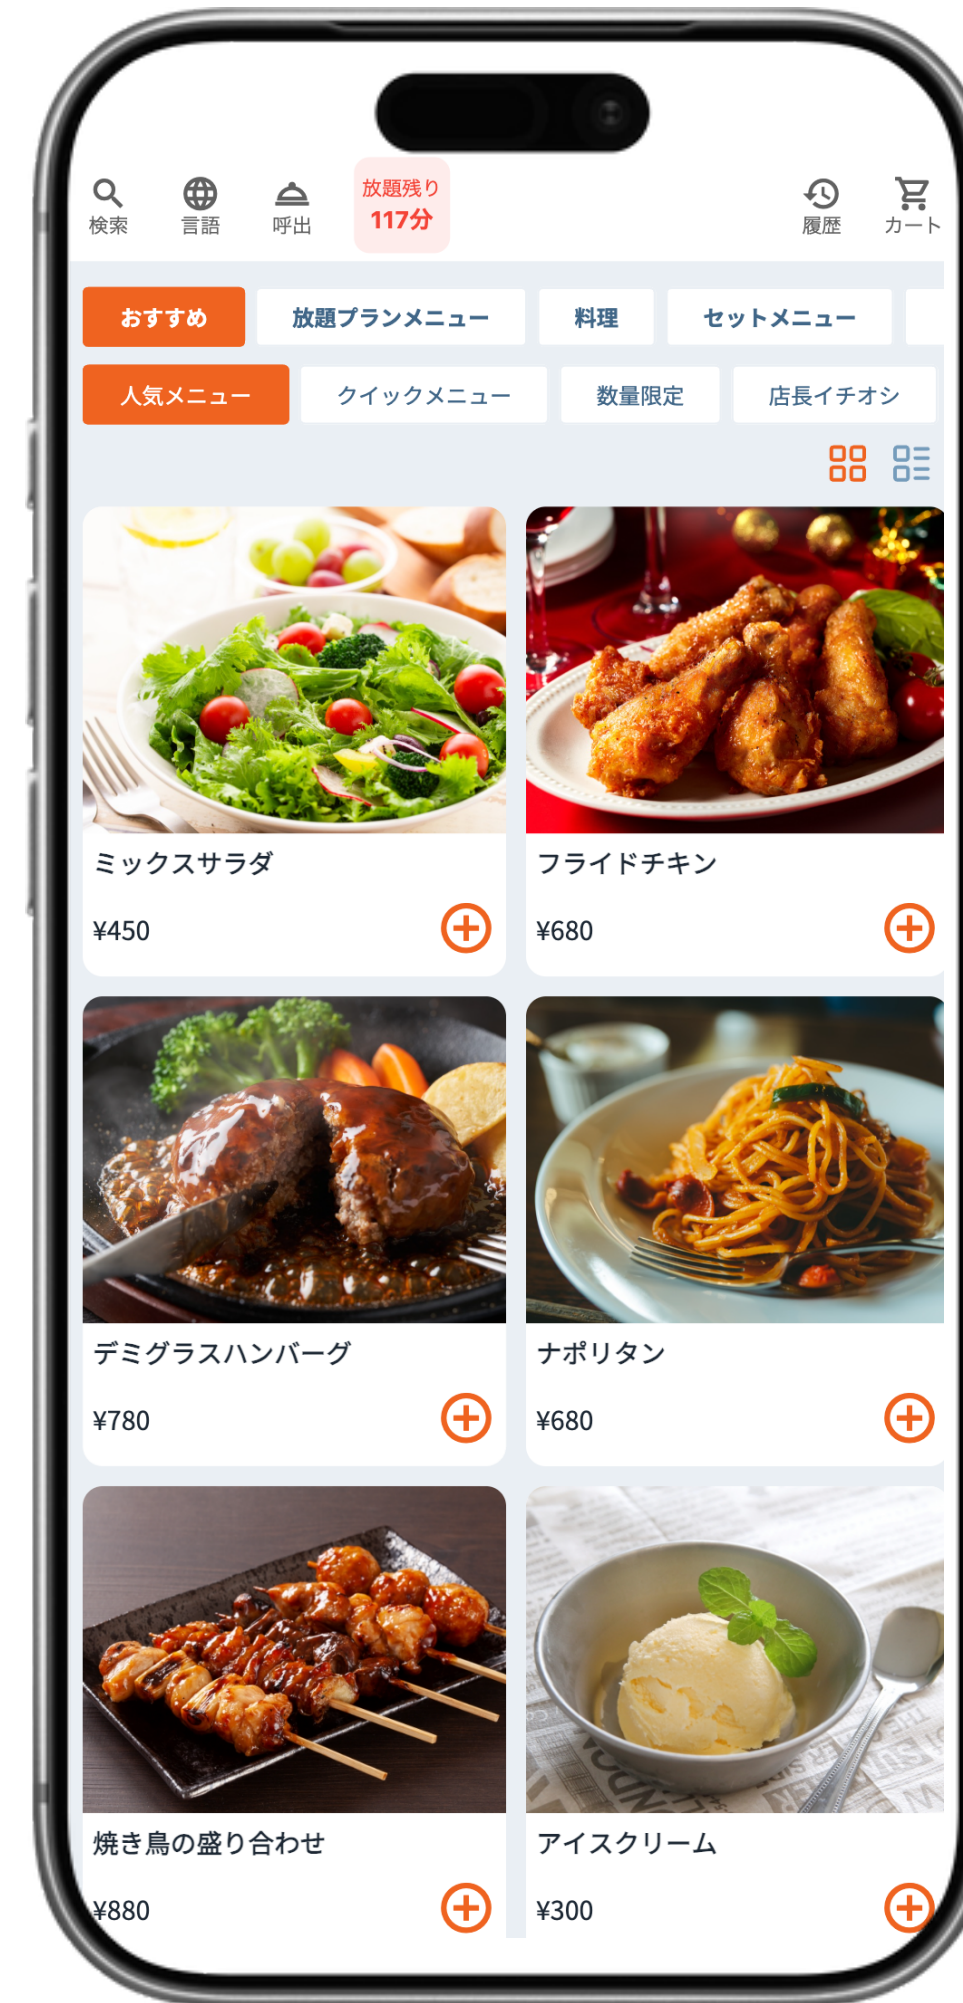 検索
言語
呼出
放題残り
117分
履歴
カート
おすすめ
放題プランメニュー
料理
セットメニュー
人気メニュー
クイックメニュー
数量限定
店長イチオシ
ミックスサラダ
¥450
フライドチキン
¥680
デミグラスハンバーグ
¥780
ナポリタン
¥680
焼き鳥の盛り合わせ
¥880
アイスクリーム
¥300